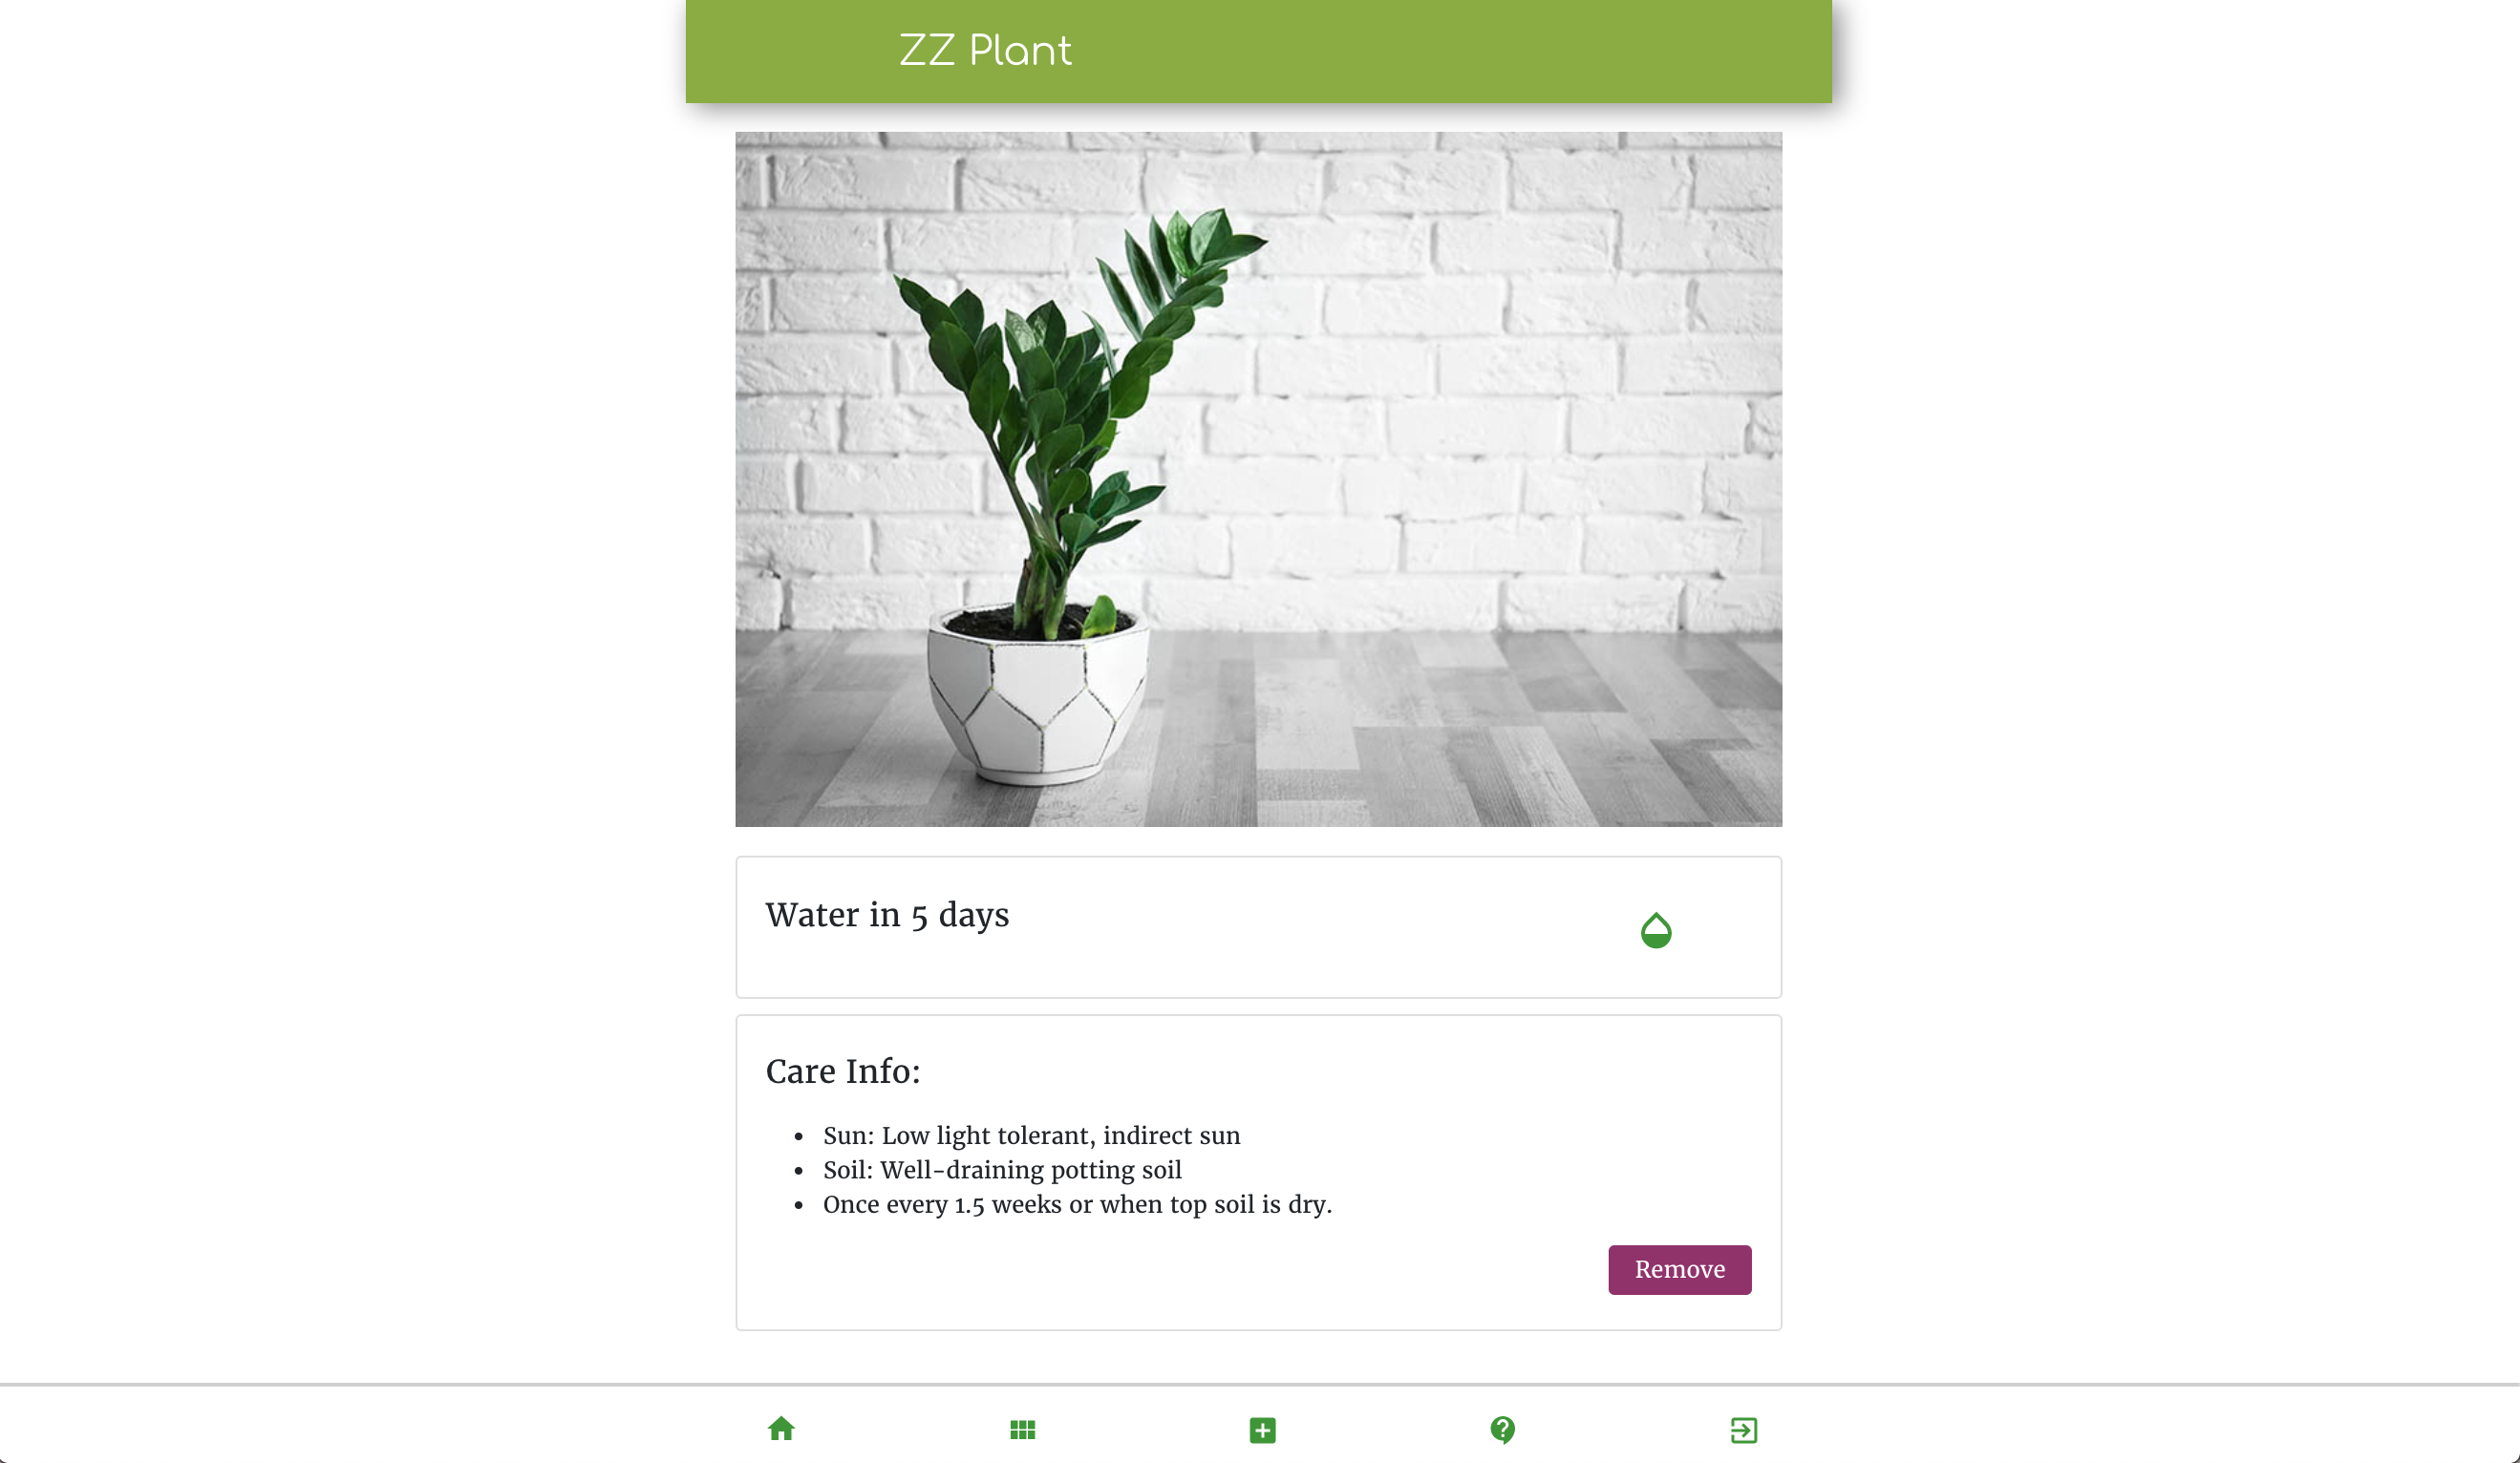 ZZ Plant
Water in 5 days
Care Info:
Sun: Low light tolerant, indirect sun
Soil: Well-draining potting soil
Once every 1.5 weeks or when top soil is dry.
Remove